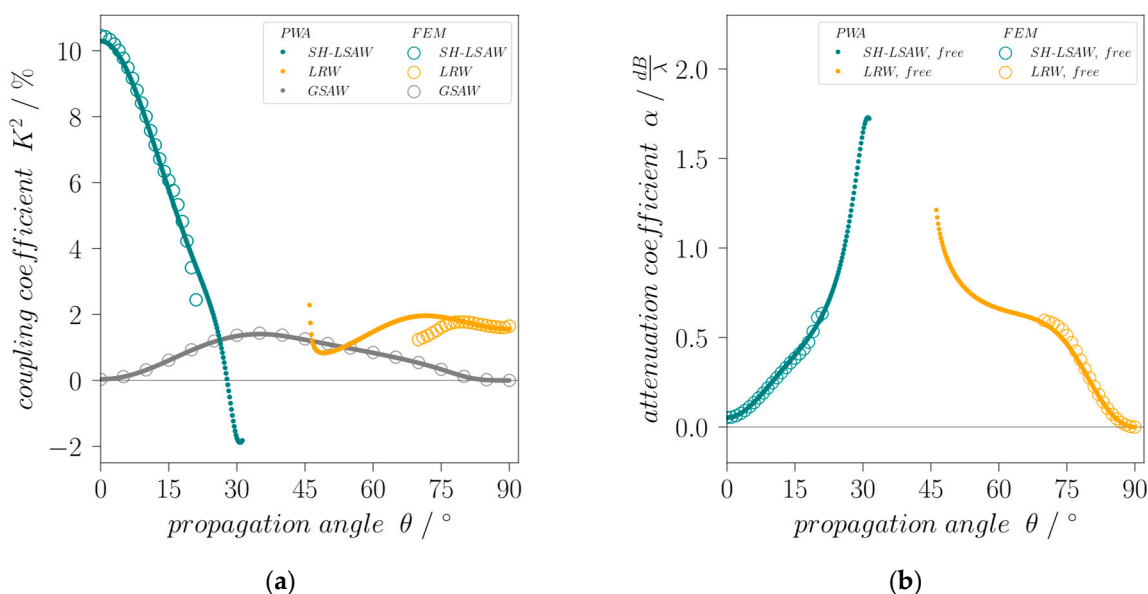 PWA FEM
SH-LSAW SH-LSAW
LRW LRW
GSAW GSAW
coupling coefficient K² / %
10
8
6
4
2
0
−2
0 15 30 45 60 75 90
propagation angle θ / °
(a)
PWA FEM
SH-LSAW, free SH-LSAW, free
LRW, free LRW, free
attenuation coefficient α / dB/λ
2.0
1.5
1.0
0.5
0.0
0 15 30 45 60 75 90
propagation angle θ / °
(b)